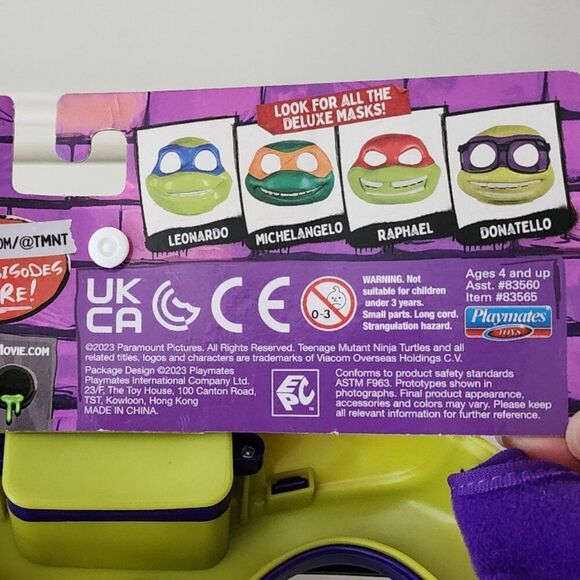 LOOK FOR ALL THE
DELUXE MASKS!
LEONARDO
MICHELANGELO
RAPHAEL
DONATELLO
OM/@TMNT
PISODES
RE!
MOVIE.COM
UK
CA
CE
0-3
WARNING. Not
suitable for children
under 3 years.
Small parts. Long cord.
Strangulation hazard.
Ages 4 and up
Asst. #83560
Item #83565
Playmates
TOYS
©2023 Paramount Pictures. All Rights Reserved. Teenage Mutant Ninja Turtles and all
related titles, logos and characters are trademarks of Viacom Overseas Holdings C.V.
Package Design ©2023 Playmates
Playmates International Company Ltd.
23/F, The Toy House, 100 Canton Road,
TST, Kowloon, Hong Kong
MADE IN CHINA.
EPC
™
Conforms to product safety standards
ASTM F963. Prototypes shown in
photographs. Final product appearance,
accessories and colors may vary. Please keep
all relevant information for further reference.